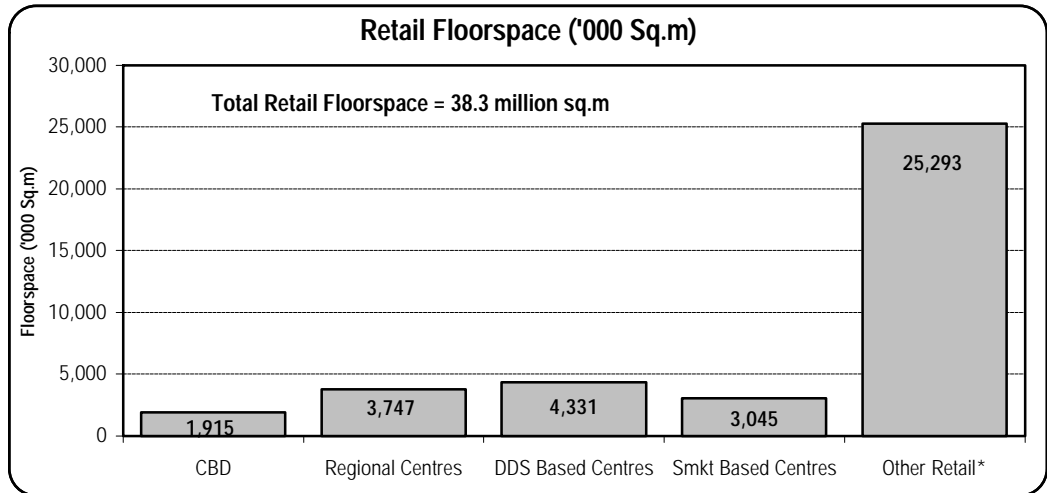 Retail Floorspace ('000 Sq.m)
Total Retail Floorspace = 38.3 million sq.m
Floorspace ('000 Sq.m)
30,000
25,000
20,000
15,000
10,000
5,000
0
1,915
3,747
4,331
3,045
25,293
CBD
Regional Centres
DDS Based Centres
Smkt Based Centres
Other Retail*